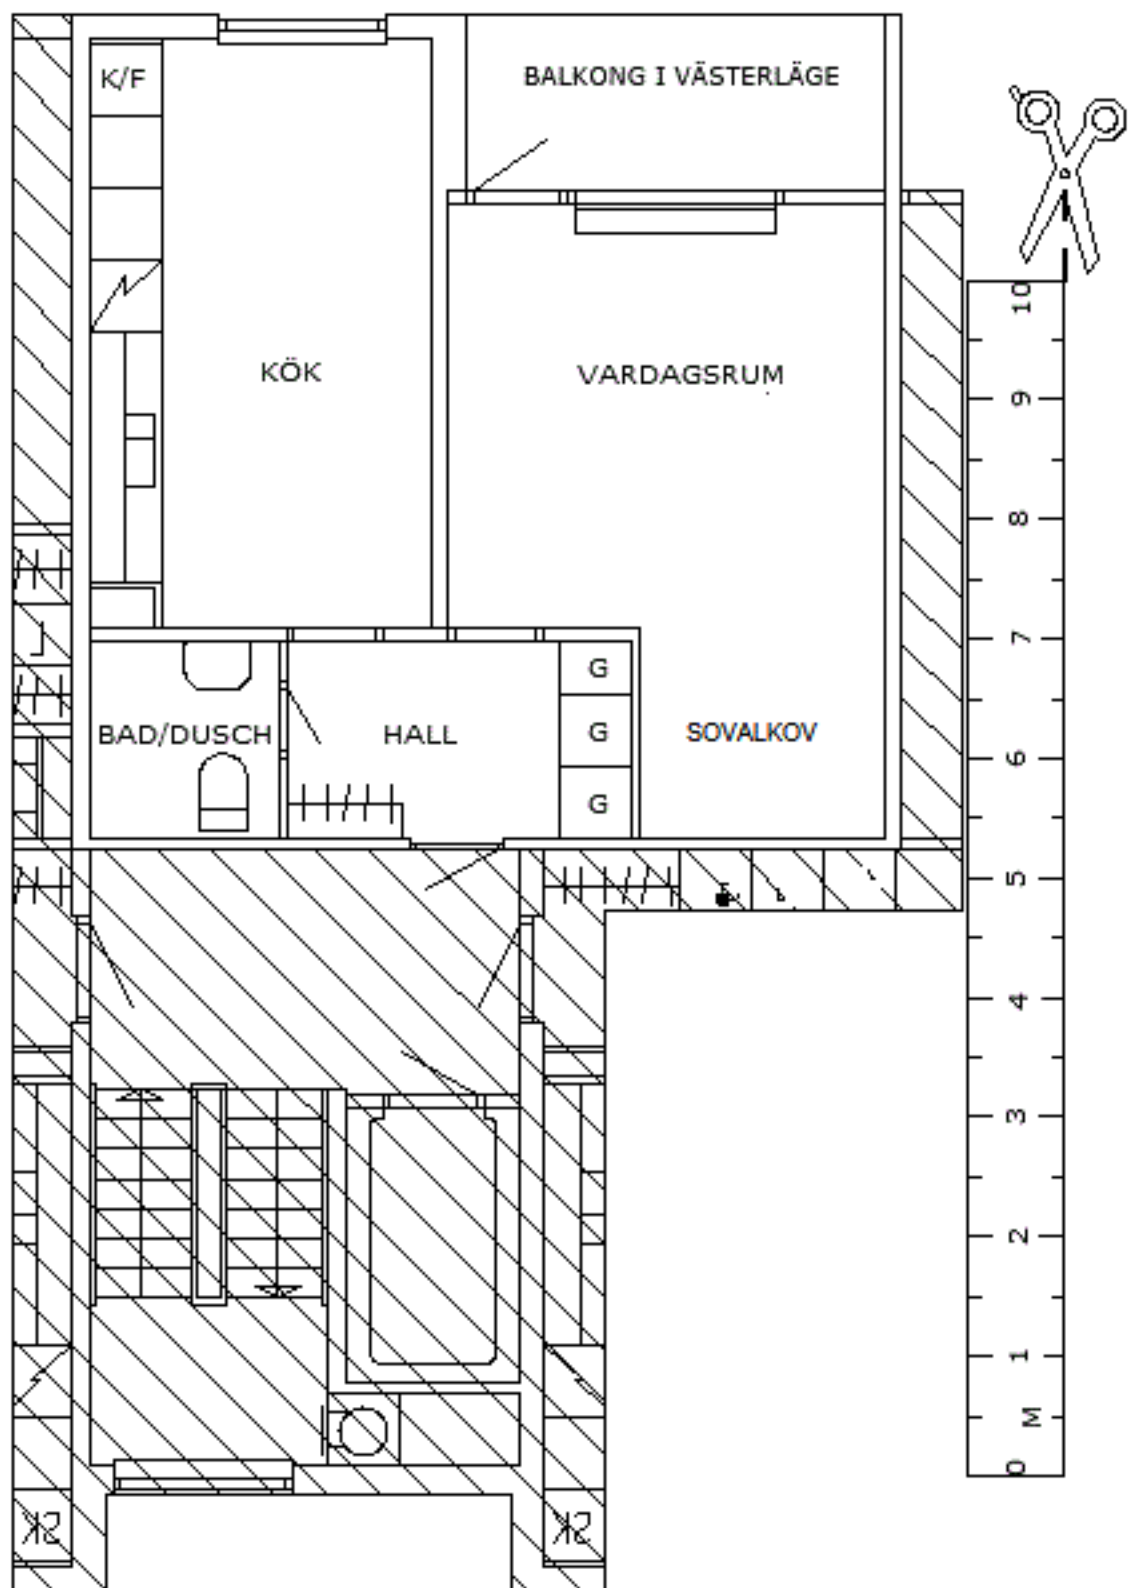 K/F
BALKONG I VÄSTERLÄGE
KÖK
VARDAGSRUM
BAD/DUSCH
HALL
G
G
G
SOVALKOV
10
9
8
7
6
5
4
3
2
1
M
0